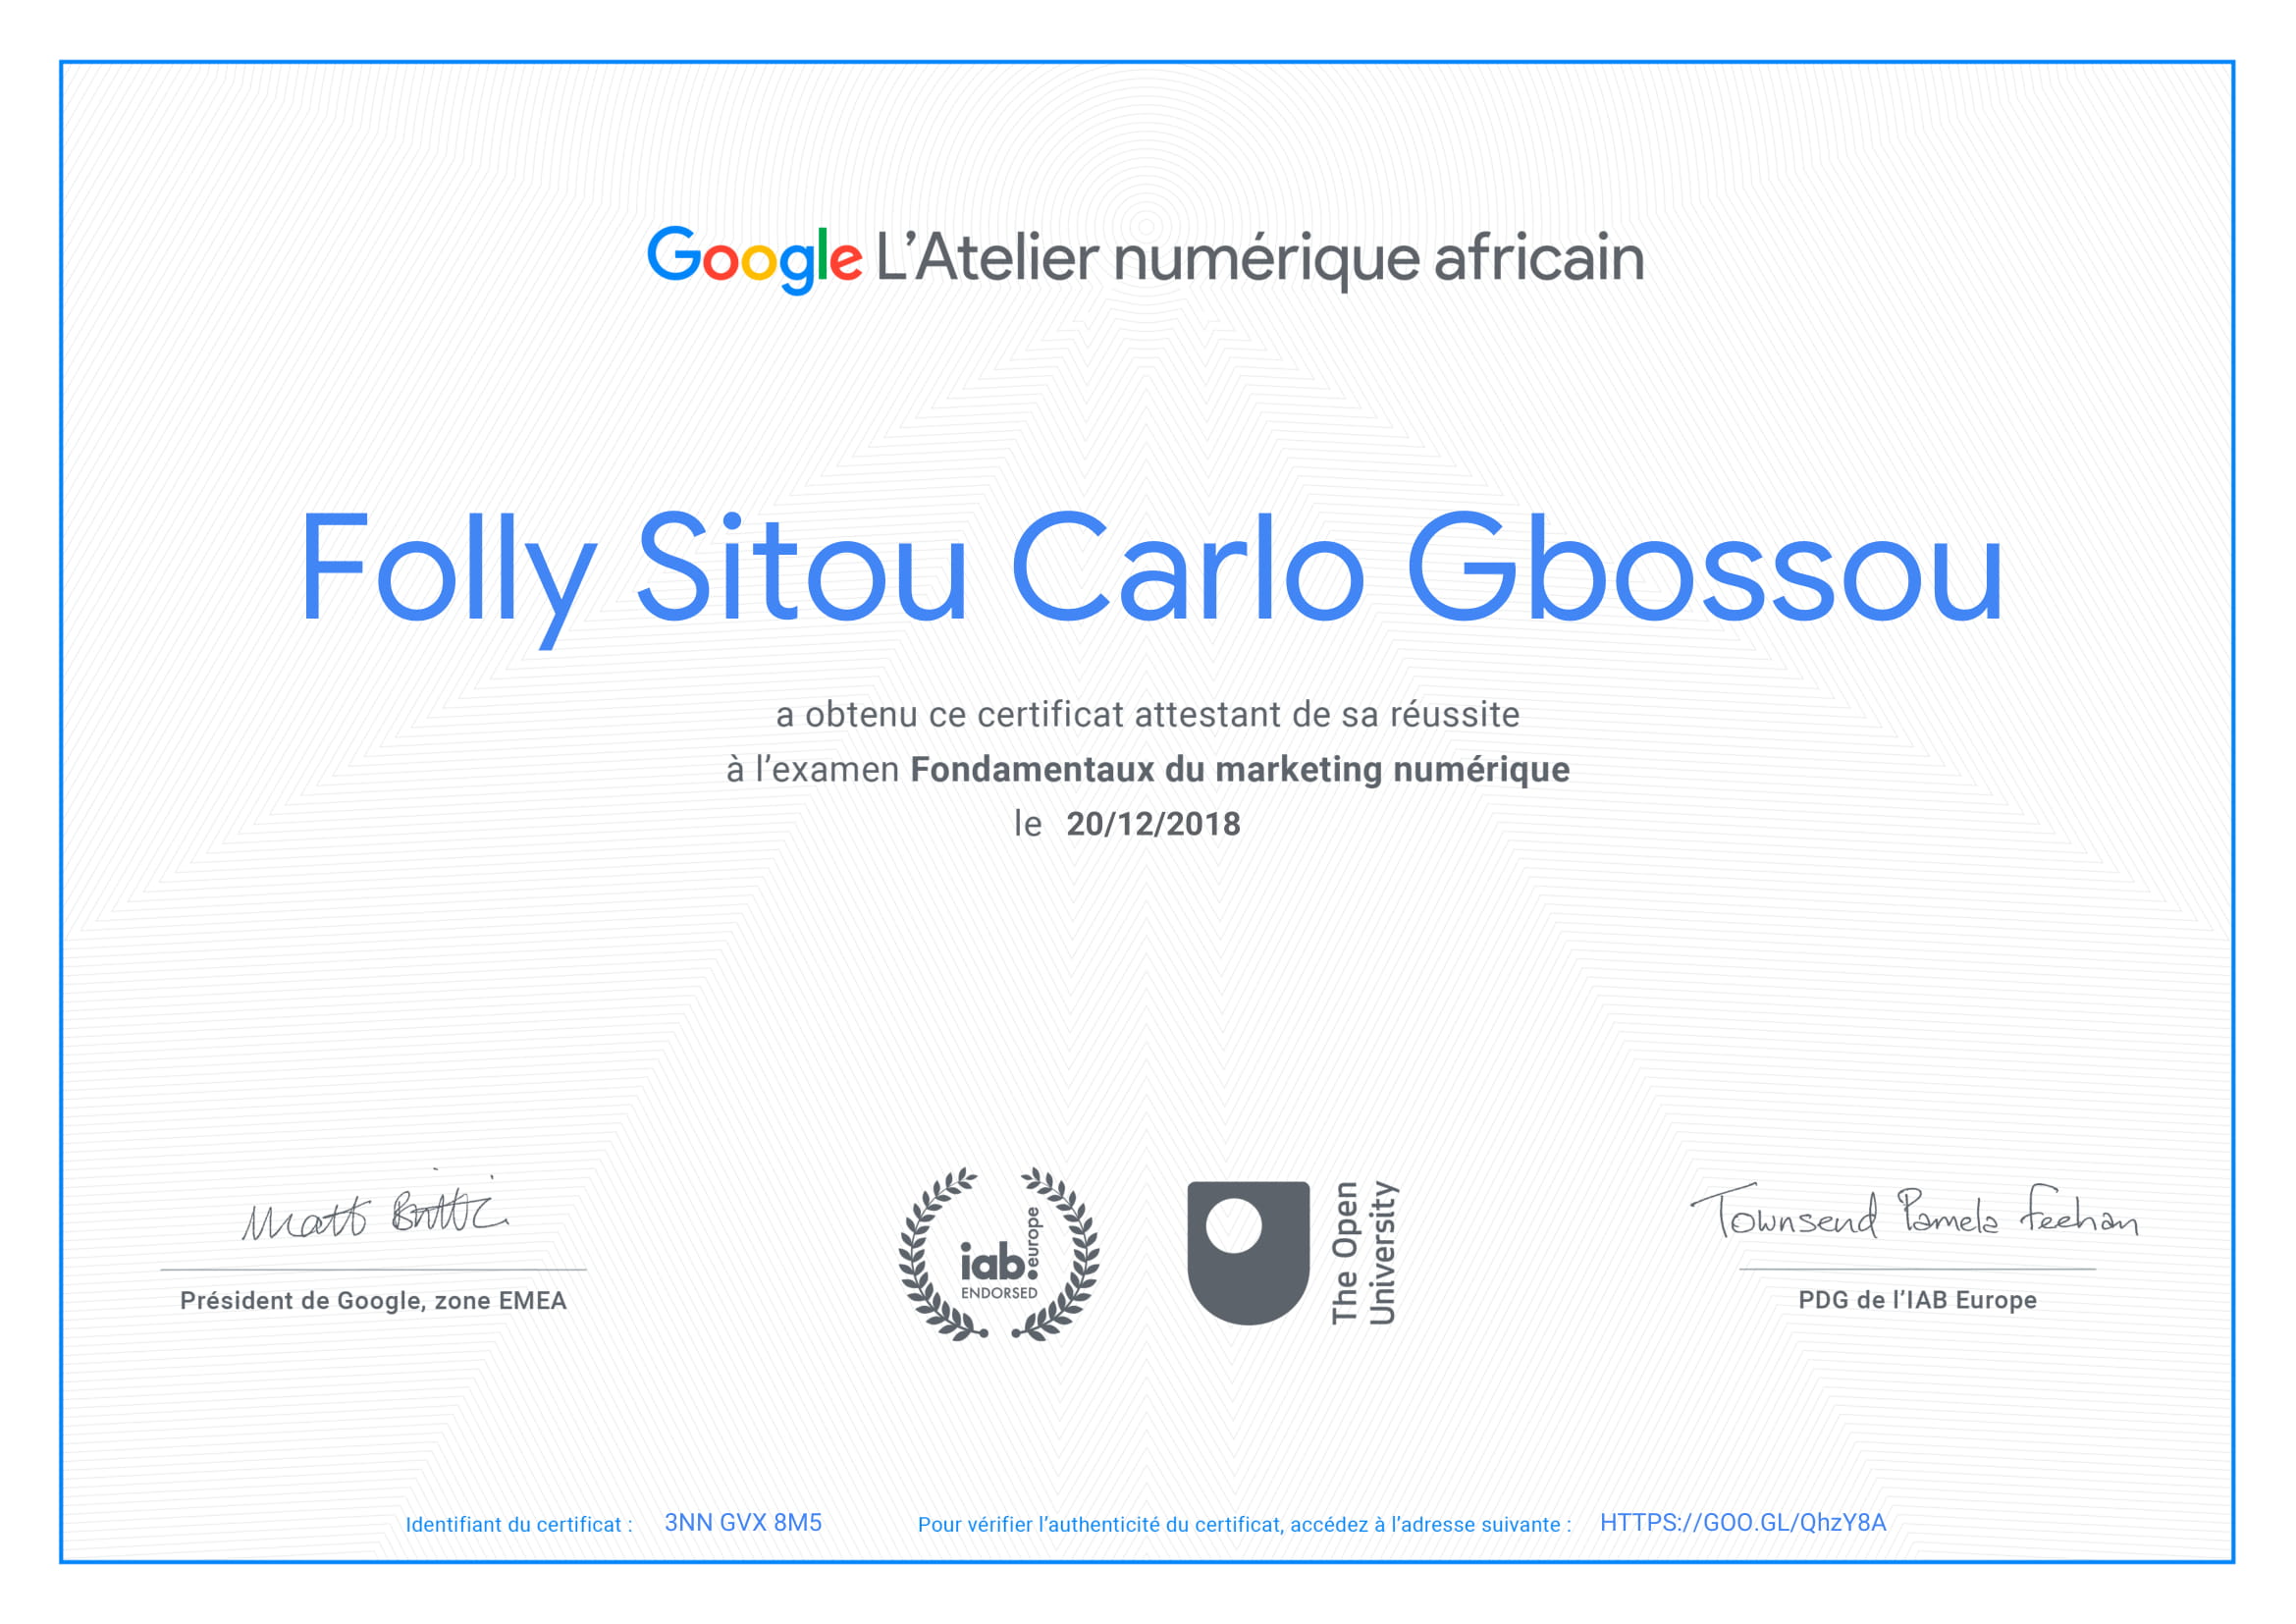 Google L’Atelier numérique africain
Folly Sitou Carlo Gbossou
a obtenu ce certificat attestant de sa réussite
à l’examen Fondamentaux du marketing numérique
le 20/12/2018
Matt Brittin
Président de Google, zone EMEA
iab.europe
ENDORSED
The Open
University
Townsend Pamela Feehan
PDG de l’IAB Europe
Identifiant du certificat : 3NN GVX 8M5
Pour vérifier l’authenticité du certificat, accédez à l’adresse suivante : HTTPS://GOO.GL/QhzY8A